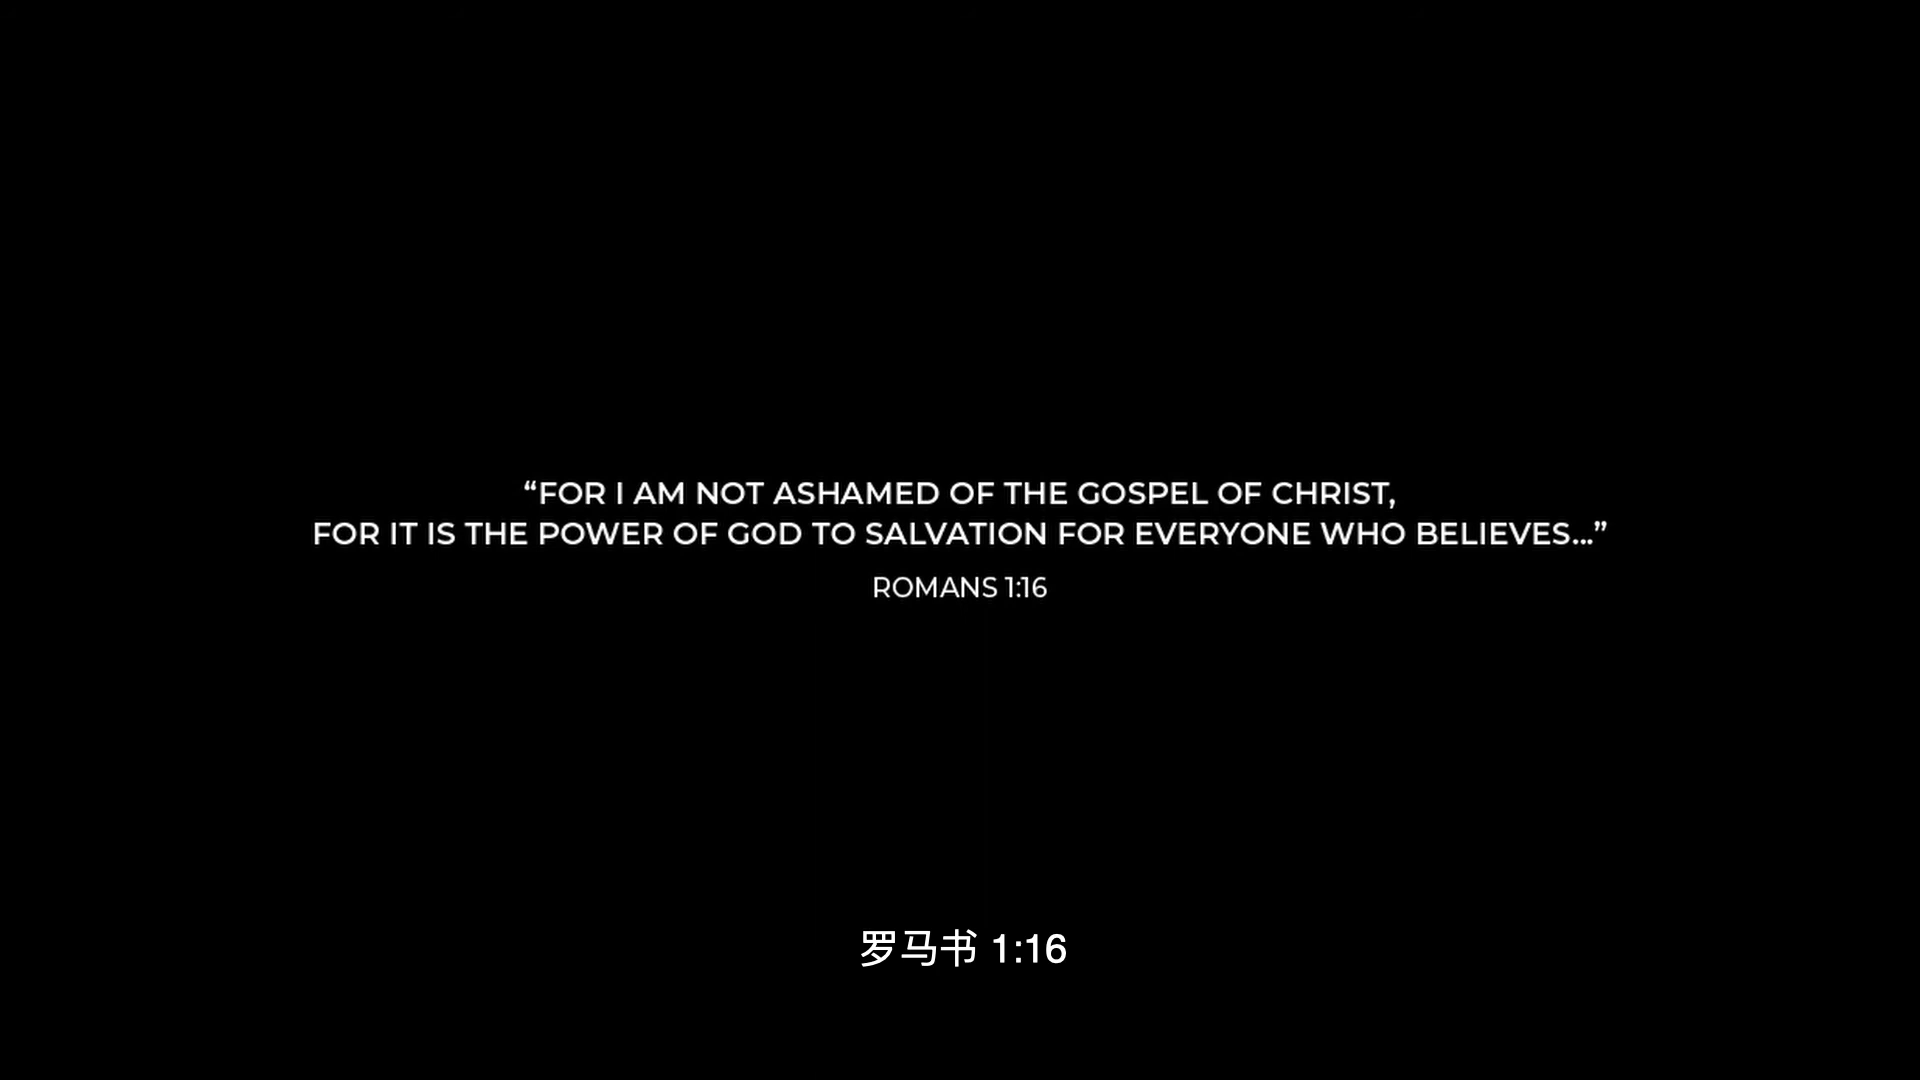 “FOR I AM NOT ASHAMED OF THE GOSPEL OF CHRIST,
FOR IT IS THE POWER OF GOD TO SALVATION FOR EVERYONE WHO BELIEVES...”
ROMANS 1:16
罗马书 1:16